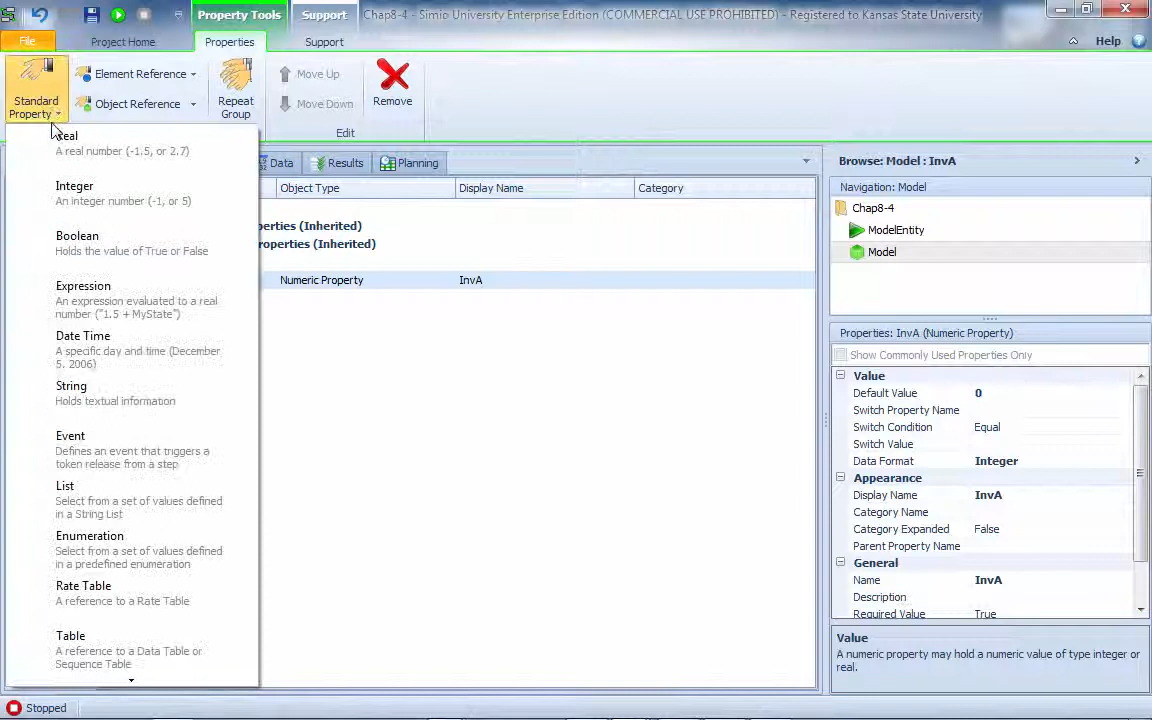 Property Tools
Support
Chap8-4 - Simio University Enterprise Edition (COMMERCIAL USE PROHIBITED) - Registered to Kansas State University
File
Project Home
Properties
Support
Help
Standard
Property
Element Reference
Object Reference
Repeat
Group
Move Up
Move Down
Remove
Edit
Real
A real number (-1.5, or 2.7)
Integer
An integer number (-1, or 5)
Boolean
Holds the value of True or False
Expression
An expression evaluated to a real
number ("1.5 + MyState")
Date Time
A specific day and time (December
5, 2006)
String
Holds textual information
Event
Defines an event that triggers a
token release from a step
List
Select from a set of values defined
in a String List
Enumeration
Select from a set of values defined
in a predefined enumeration
Rate Table
A reference to a Rate Table
Table
A reference to a Data Table or
Sequence Table
Data
Results
Planning
Object Type
Display Name
Category
perties (Inherited)
roperties (Inherited)
Numeric Property
InvA
Browse: Model : InvA
Navigation: Model
Chap8-4
ModelEntity
Model
Properties: InvA (Numeric Property)
Show Commonly Used Properties Only
Value
Default Value 0
Switch Property Name
Switch Condition Equal
Switch Value
Data Format Integer
Appearance
Display Name InvA
Category Name
Category Expanded False
Parent Property Name
General
Name InvA
Description
Required Value True
Value
A numeric property may hold a numeric value of type integer or
real.
Stopped